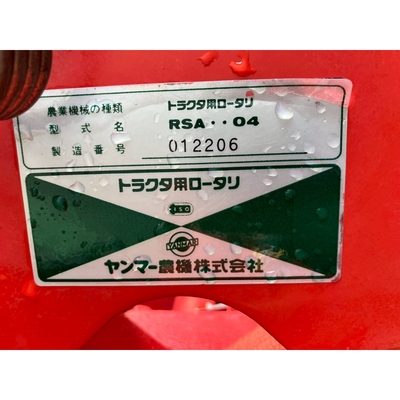 農業機械の種類 トラクタ用ロータリ
型式名 RSA・・04
製造番号 012206
トラクタ用ロータリ
ISO
YANMAR
ヤンマー農機株式会社